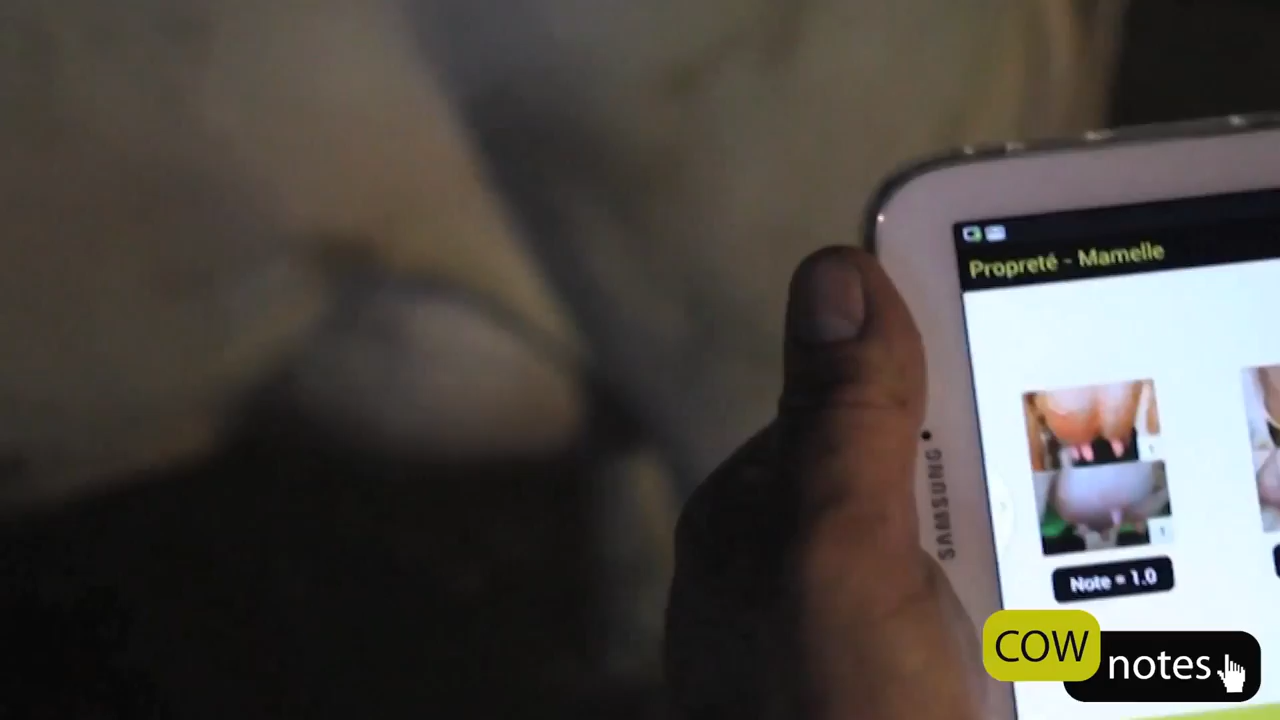 Propreté - Mamelle
SAMSUNG
Note = 1.0
COW
notes